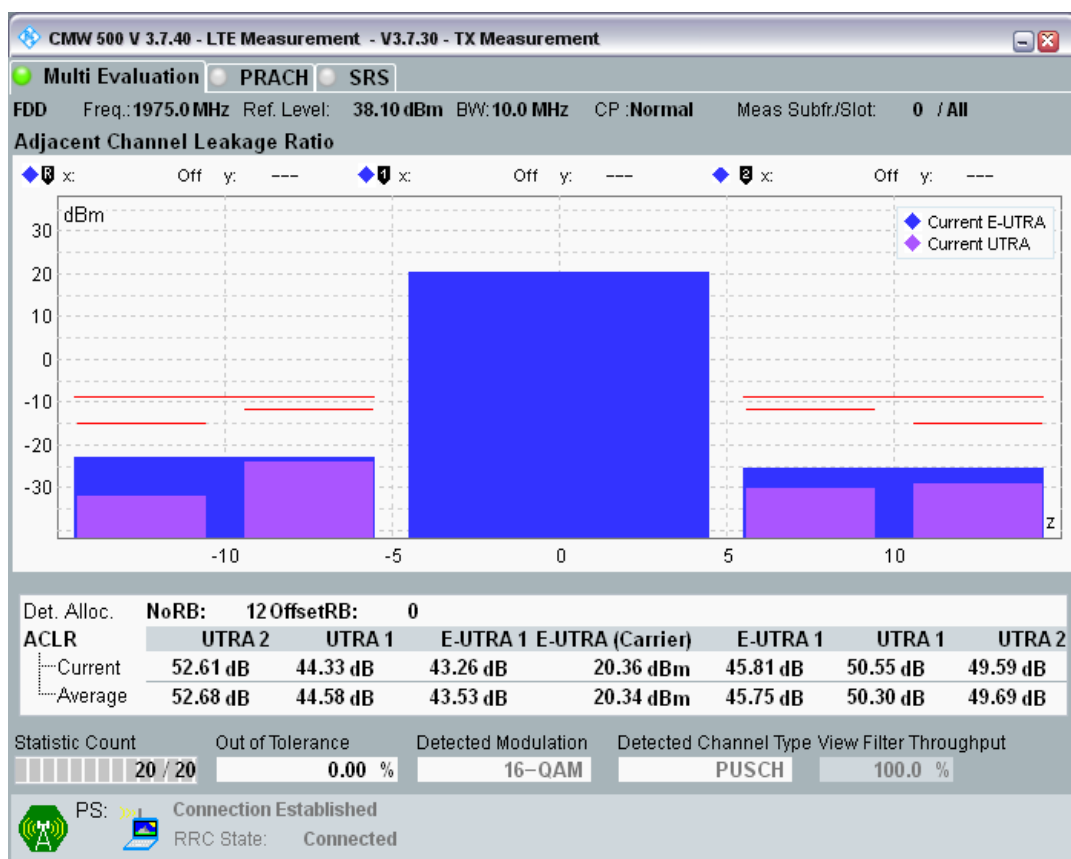 CMW 500 V 3.7.40 - LTE Measurement - V3.7.30 - TX Measurement
Multi Evaluation PRACH SRS
FDD Freq.: 1975.0 MHz Ref. Level: 38.10 dBm BW: 10.0 MHz CP :Normal Meas Subfr./Slot: 0 / All
Adjacent Channel Leakage Ratio
R x: Off y: --- 1 x: Off y: --- 2 x: Off y: ---
dBm
Current E-UTRA
Current UTRA
30
20
10
0
-10
-20
-30
z
-10 -5 0 5 10
Det. Alloc. NoRB: 12 OffsetRB: 0
ACLR UTRA 2 UTRA 1 E-UTRA 1 E-UTRA (Carrier) E-UTRA 1 UTRA 1 UTRA 2
Current 52.61 dB 44.33 dB 43.26 dB 20.36 dBm 45.81 dB 50.55 dB 49.59 dB
Average 52.68 dB 44.58 dB 43.53 dB 20.34 dBm 45.75 dB 50.30 dB 49.69 dB
Statistic Count Out of Tolerance Detected Modulation Detected Channel Type View Filter Throughput
20 / 20 0.00 % 16-QAM PUSCH 100.0 %
PS: Connection Established
RRC State: Connected